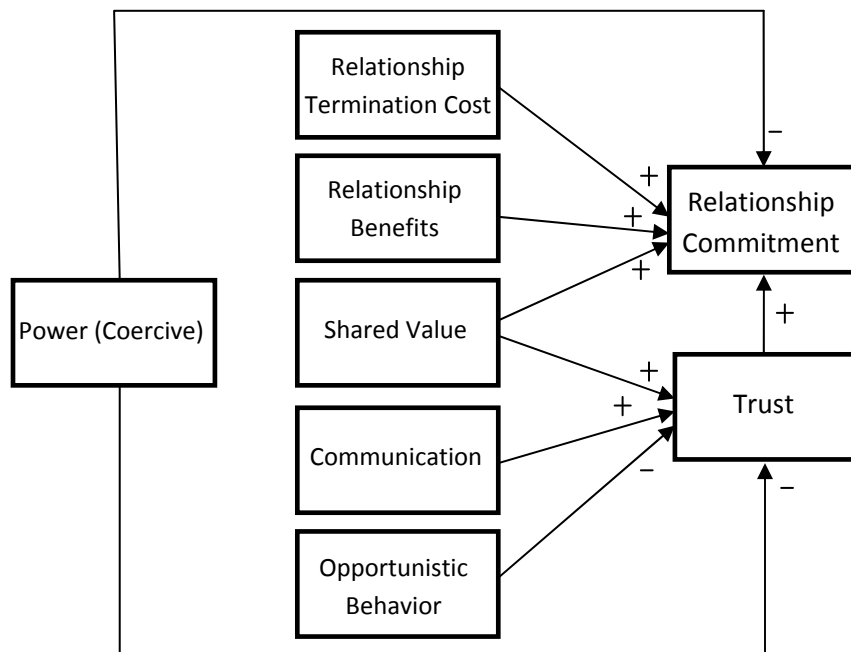 Relationship
Termination Cost
−
+
Relationship
Benefits
+
Relationship
Commitment
+
Power (Coercive)
Shared Value
+
+
Trust
+
Communication
−
−
Opportunistic
Behavior